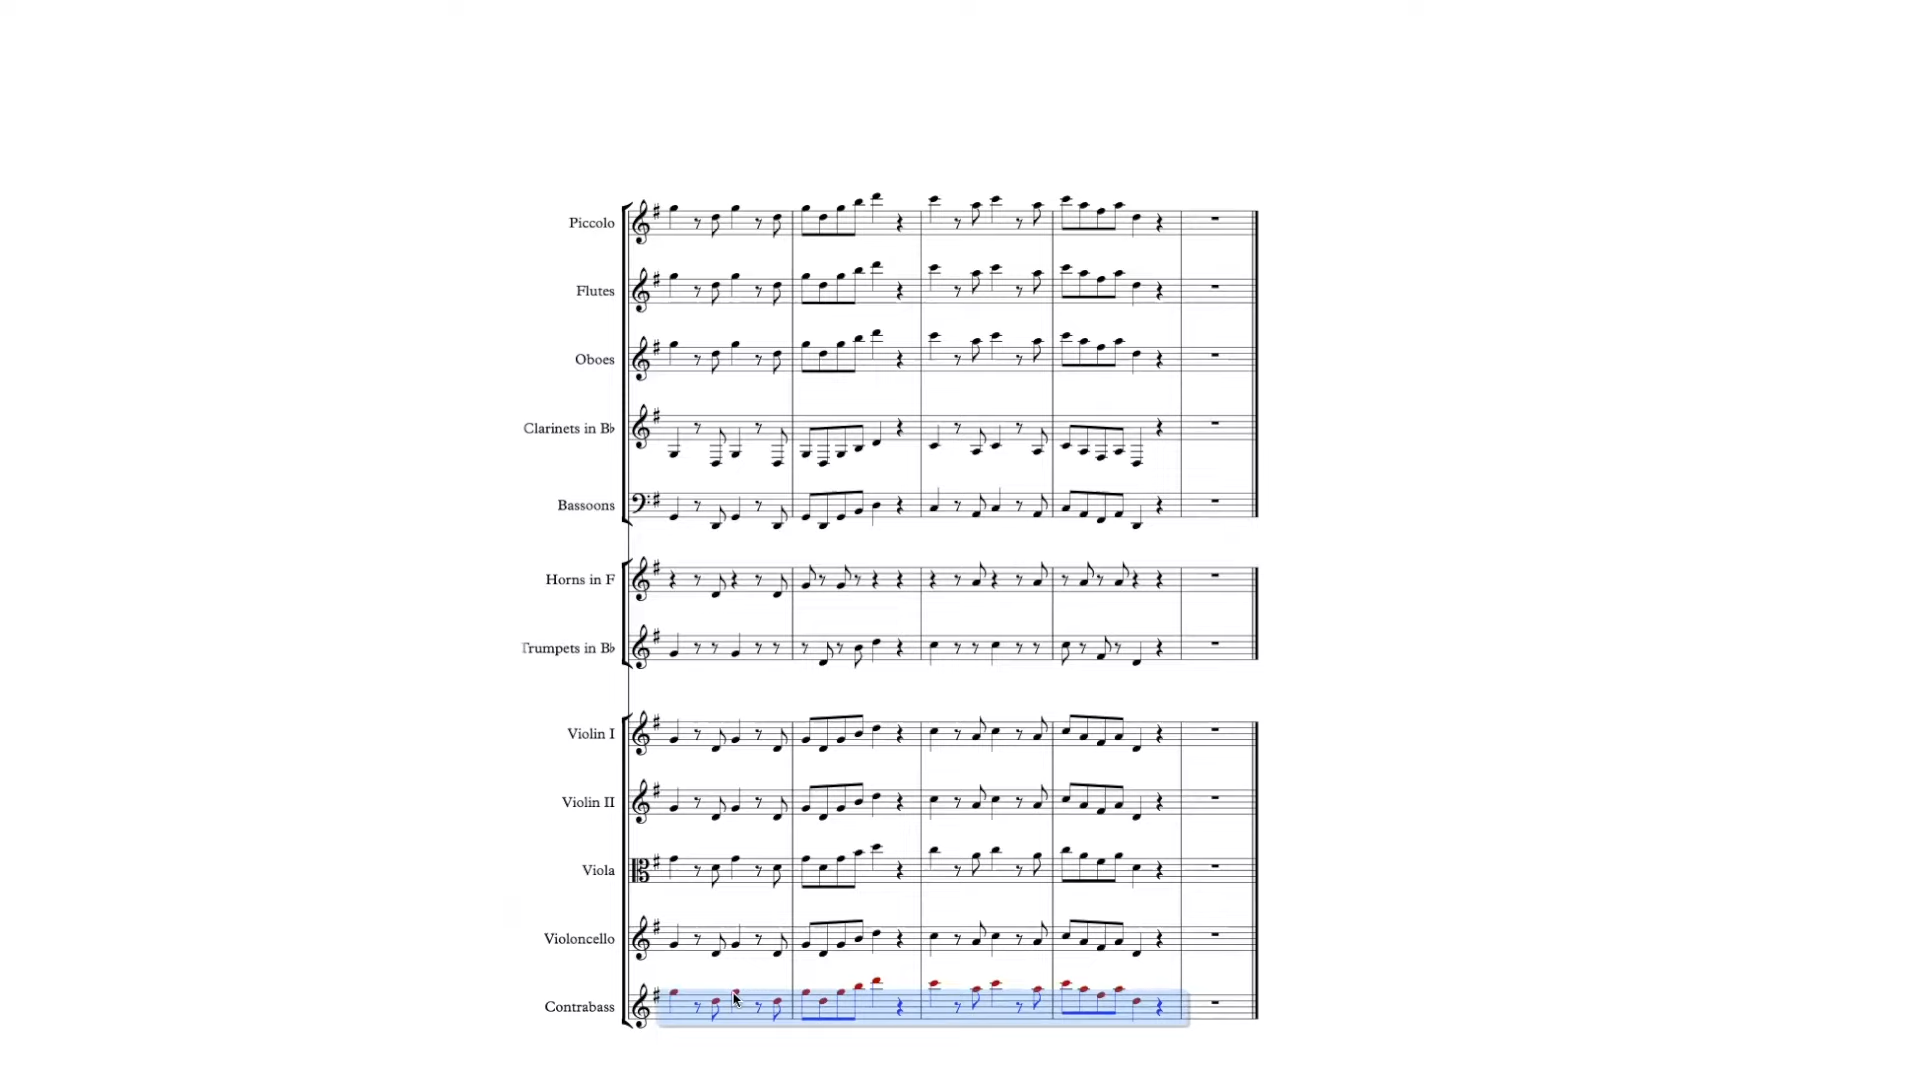 Piccolo
Flutes
Oboes
Clarinets in B♭
Bassoons
Horns in F
Trumpets in B♭
Violin I
Violin II
Viola
Violoncello
Contrabass